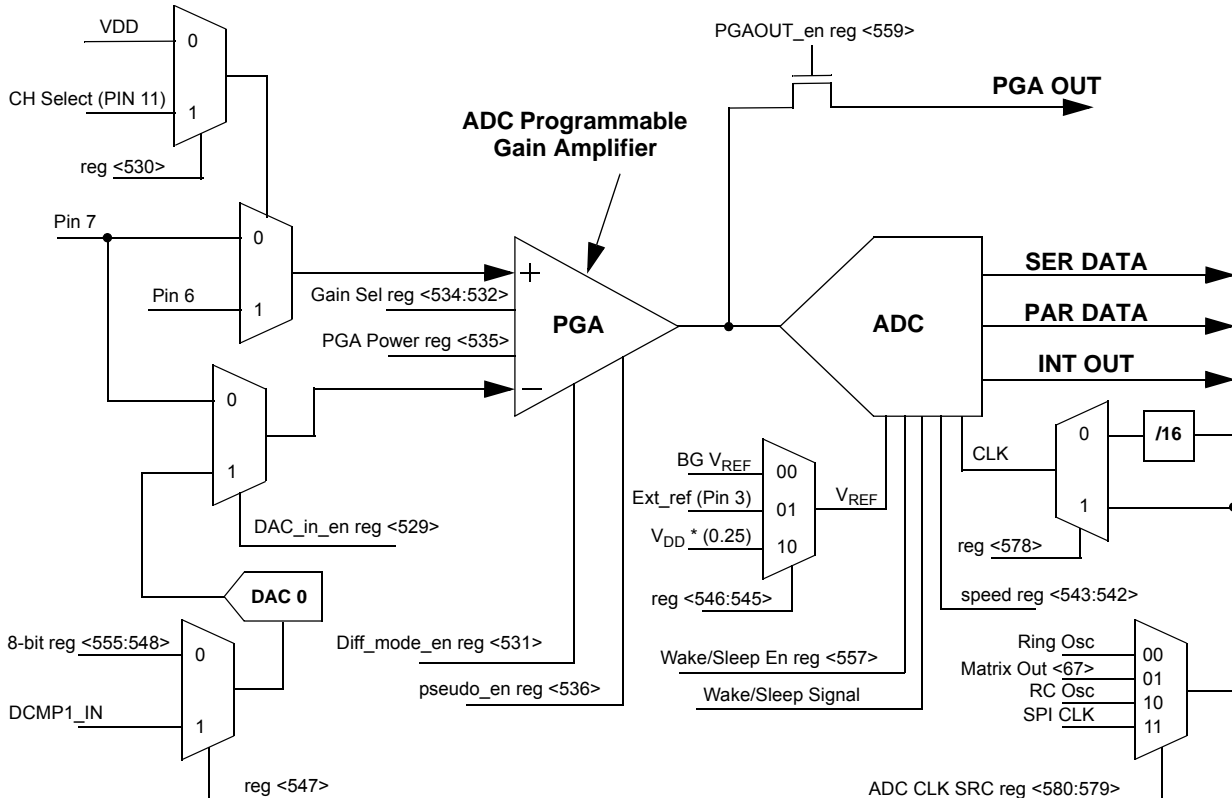 VDD
0
CH Select (PIN 11)
1
reg <530>
PGAOUT_en reg <559>
PGA OUT
ADC Programmable
Gain Amplifier
Pin 7
0
Pin 6
1
+
Gain Sel reg <534:532>
PGA
PGA Power reg <535>
−
ADC
SER DATA
PAR DATA
INT OUT
0
1
DAC_in_en reg <529>
DAC 0
BG VREF
00
Ext_ref (Pin 3)
01
VDD * (0.25)
10
VREF
reg <546:545>
CLK
0
/16
1
reg <578>
speed reg <543:542>
8-bit reg <555:548>
0
DCMP1_IN
1
reg <547>
Diff_mode_en reg <531>
pseudo_en reg <536>
Wake/Sleep En reg <557>
Wake/Sleep Signal
Ring Osc
00
Matrix Out <67>
01
RC Osc
10
SPI CLK
11
ADC CLK SRC reg <580:579>